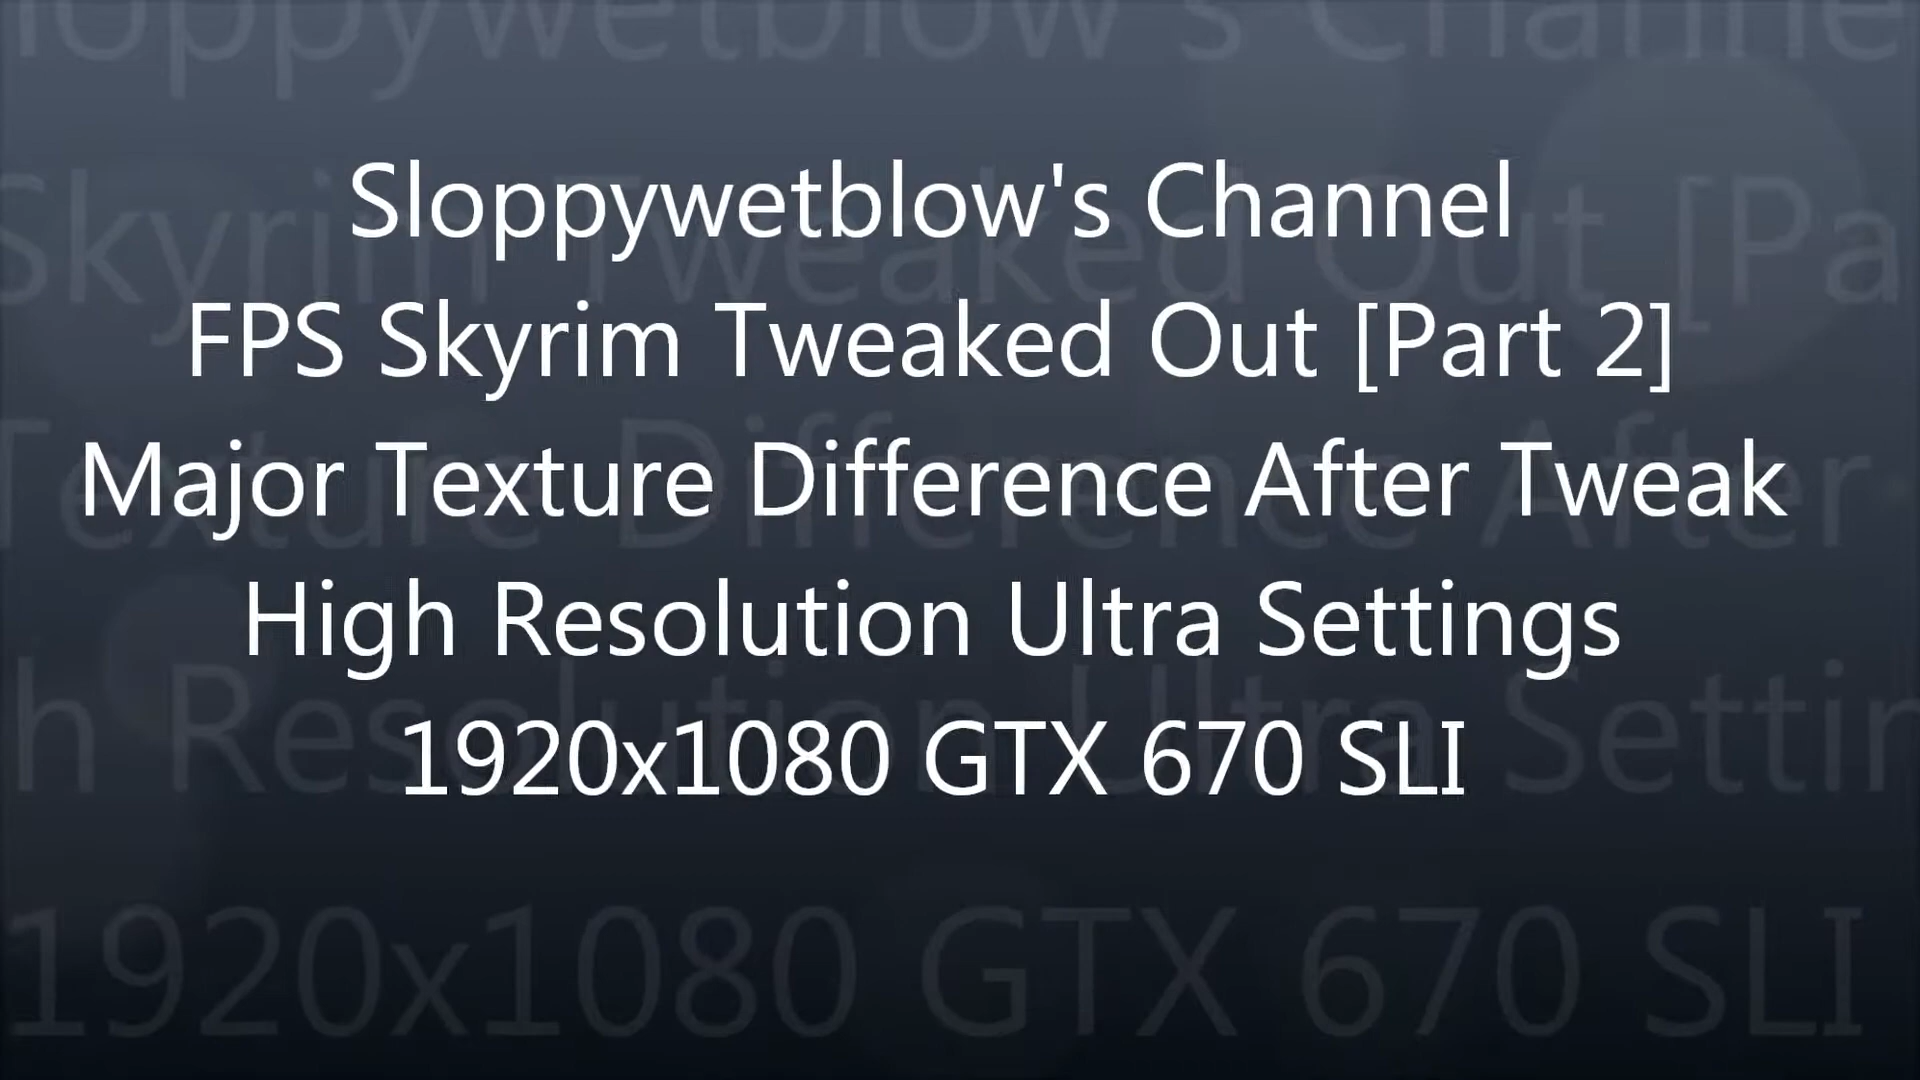 Sloppywetblow's Channel
FPS Skyrim Tweaked Out [Part 2]
Major Texture Difference After Tweak
High Resolution Ultra Settings
1920x1080 GTX 670 SLI